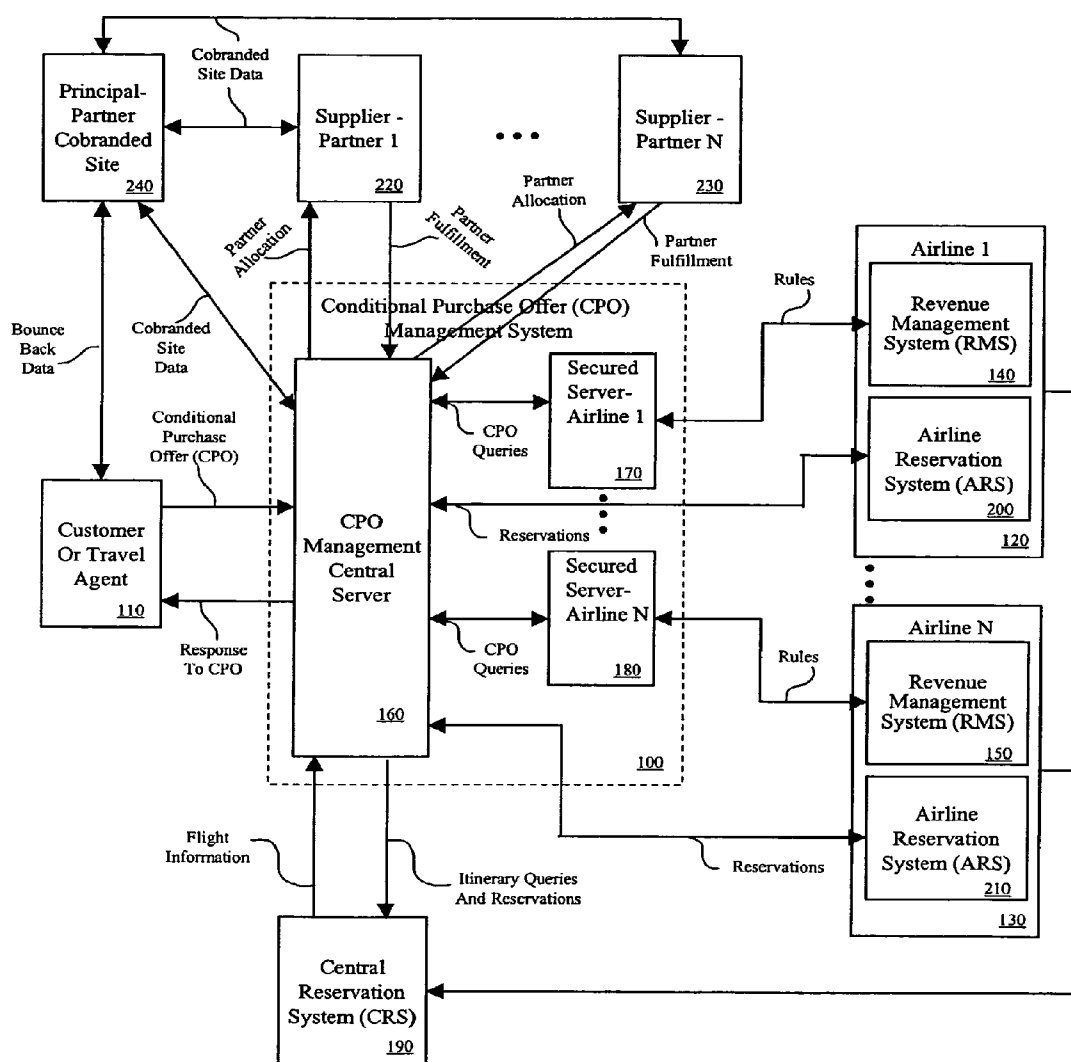 Cobranded
Site Data
Principal-
Partner
Cobranded
Site
240
Supplier -
Partner 1
220
Supplier -
Partner N
230
Partner
Allocation
Partner
Fulfillment
Partner
Allocation
Partner
Fulfillment
Bounce
Back
Data
Cobranded
Site
Data
Conditional Purchase Offer (CPO)
Management System
Conditional
Purchase
Offer (CPO)
Customer
Or Travel
Agent
110
Response
To CPO
CPO
Management
Central
Server
160
CPO
Queries
Secured
Server-
Airline 1
170
Reservations
CPO
Queries
Secured
Server-
Airline N
180
100
Rules
Airline 1
Revenue
Management
System (RMS)
140
Airline
Reservation
System (ARS)
200
120
Rules
Airline N
Revenue
Management
System (RMS)
150
Airline
Reservation
System (ARS)
210
130
Reservations
Flight
Information
Itinerary Queries
And Reservations
Central
Reservation
System (CRS)
190